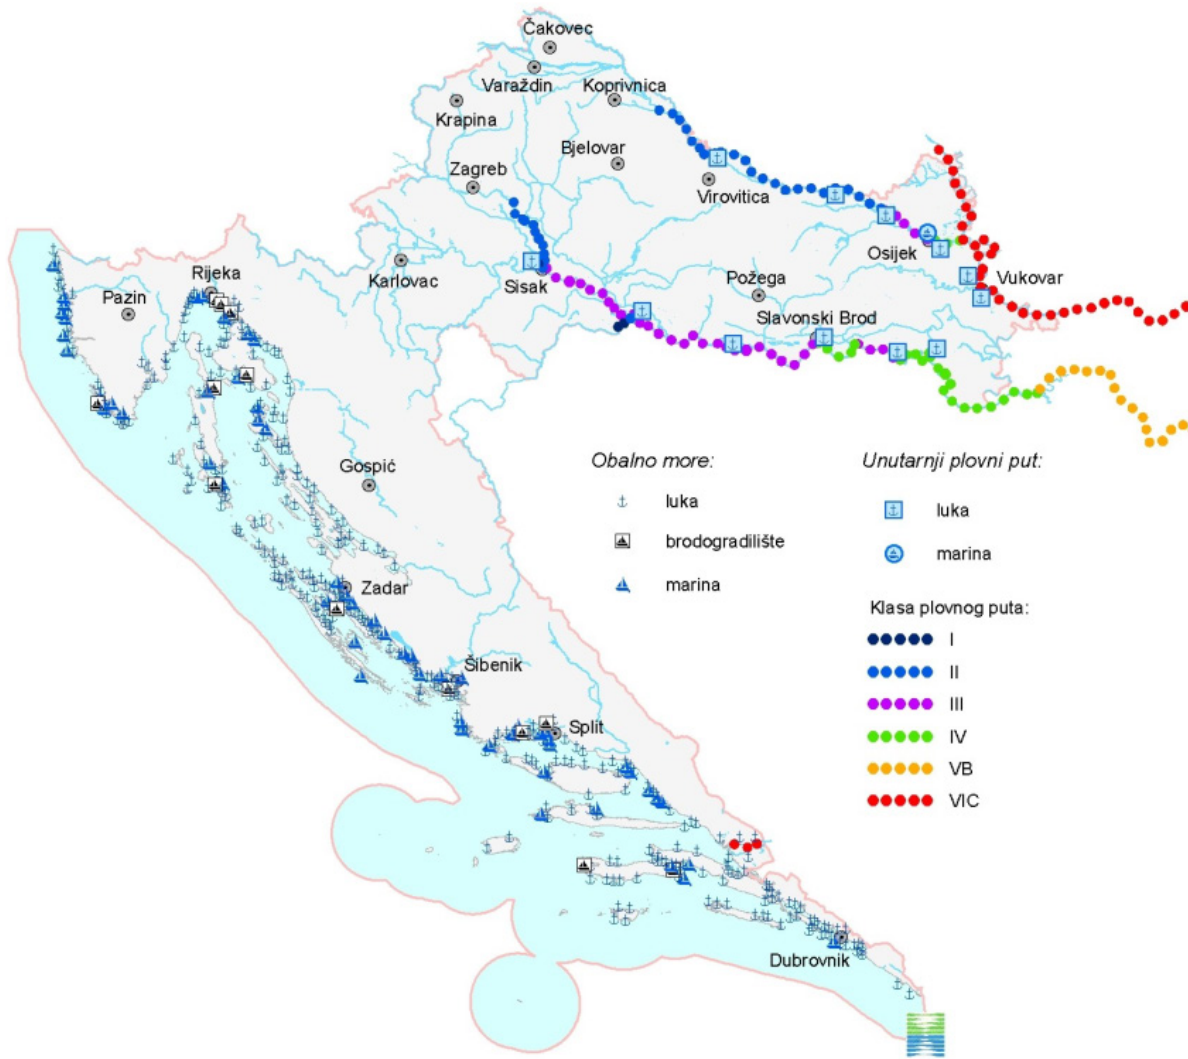 Čakovec
Varaždin
Koprivnica
Krapina
Bjelovar
Zagreb
Virovitica
Rijeka
Karlovac
Sisak
Osijek
Požega
Vukovar
Pazin
Slavonski Brod
Gospić
Obalno more:
luka
brodogradilište
marina
Unutarnji plovni put:
luka
marina
Zadar
Klasa plovnog puta:
I
II
III
IV
VB
VIC
Šibenik
Split
Dubrovnik